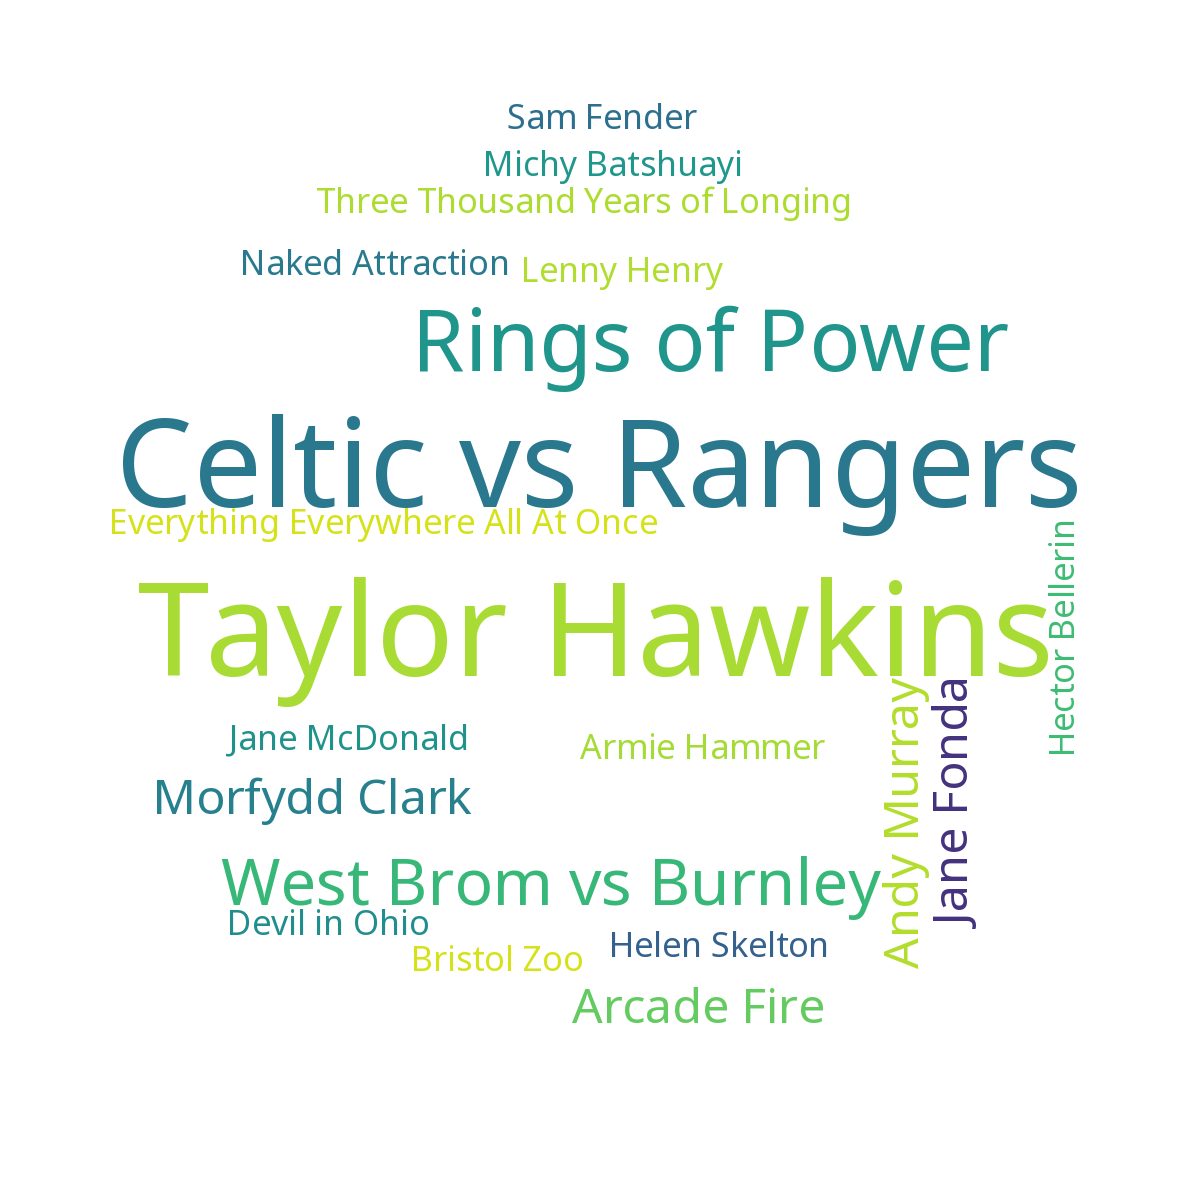 Sam Fender
Michy Batshuayi
Three Thousand Years of Longing
Naked Attraction
Lenny Henry
Rings of Power
Celtic vs Rangers
Everything Everywhere All At Once
Hector Bellerin
Taylor Hawkins
Andy Murray
Jane Fonda
Jane McDonald
Armie Hammer
Morfydd Clark
West Brom vs Burnley
Devil in Ohio
Helen Skelton
Bristol Zoo
Arcade Fire